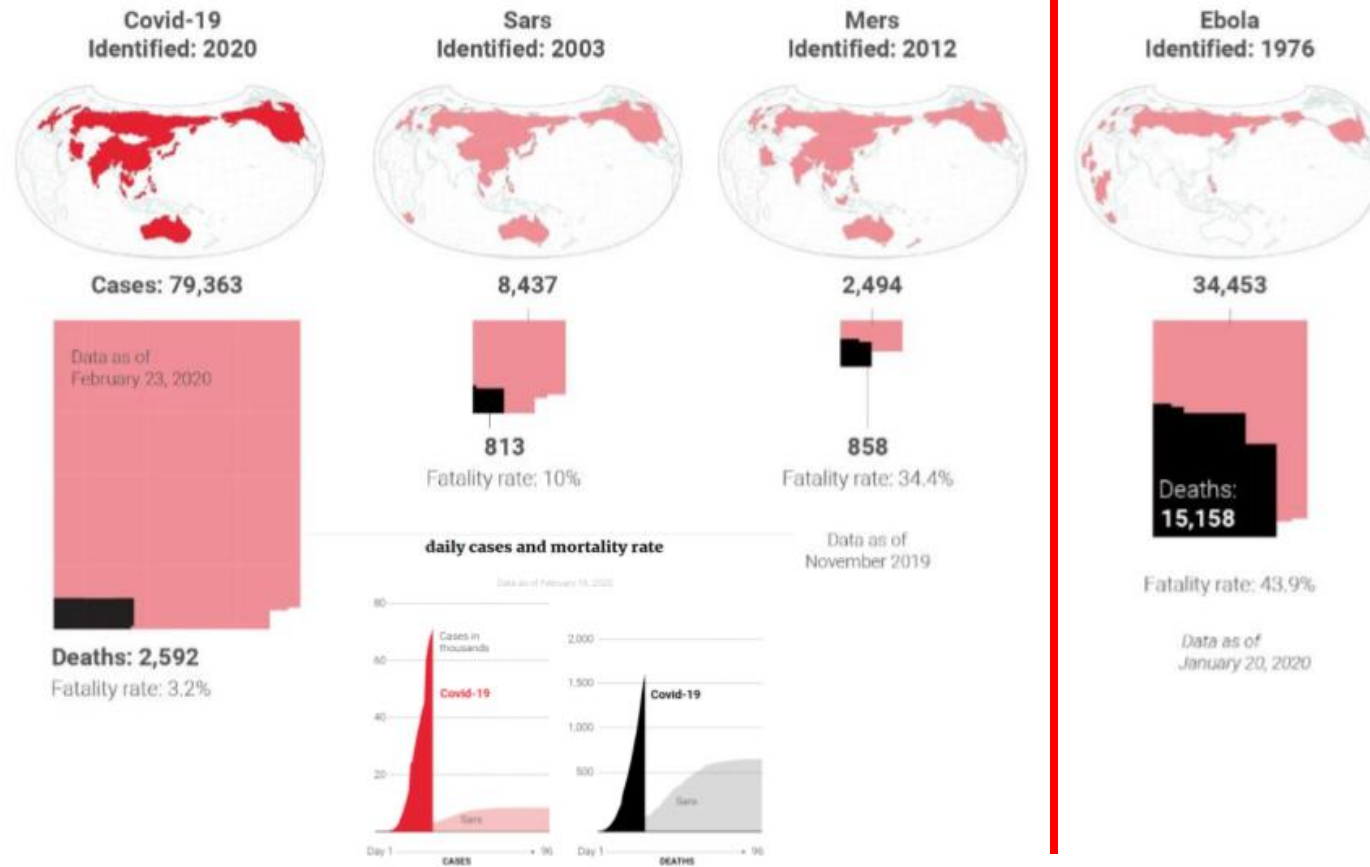 Covid-19
Identified: 2020
Cases: 79,363
Data as of
February 23, 2020
Deaths: 2,592
Fatality rate: 3.2%
Sars
Identified: 2003
8,437
813
Fatality rate: 10%
Mers
Identified: 2012
2,494
858
Fatality rate: 34.4%
Data as of
November 2019
daily cases and mortality rate
80
60
40
20
Cases in
thousands
Covid-19
Sars
Day 1
96
CASES
2,000
1,500
1,000
500
Covid-19
Sars
Day 1
96
DEATHS
Ebola
Identified: 1976
34,453
Deaths:
15,158
Fatality rate: 43.9%
Data as of
January 20, 2020